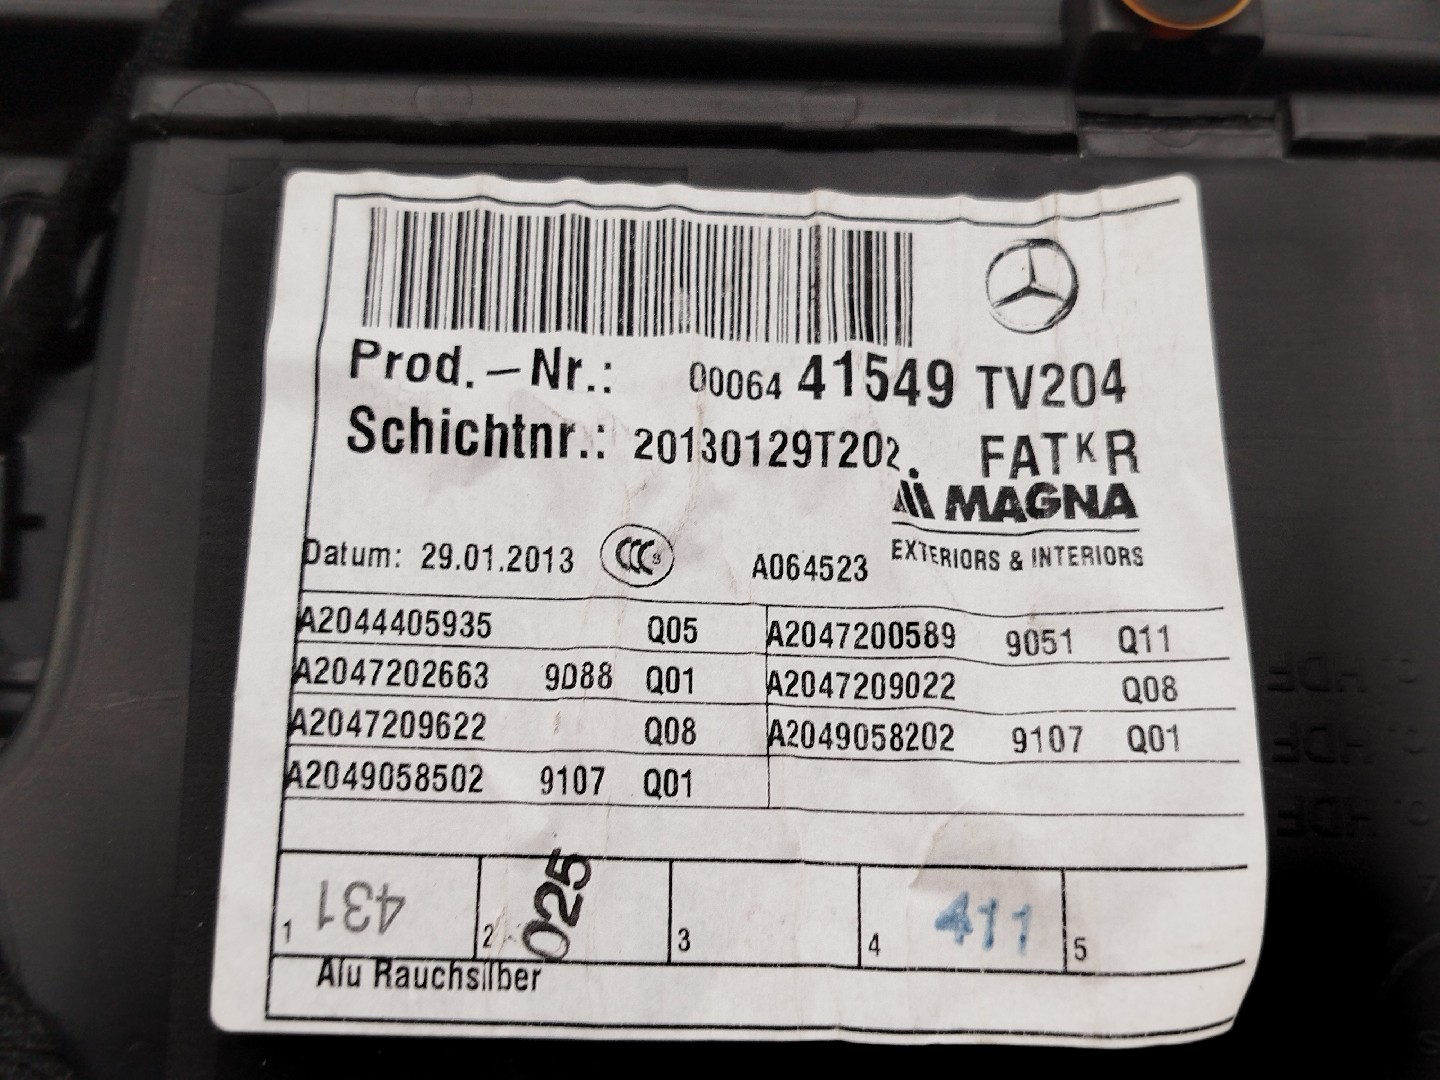 Prod.–Nr.: 00064 41549 TV204
Schichtnr.: 20130129T202. FATKR
MAGNA
EXTERIORS & INTERIORS
Datum: 29.01.2013 CCC S A064523
A2044405935 Q05 A2047200589 9051 Q11
A2047202663 9D88 Q01 A2047209022 Q08
A2047209622 Q08 A2049058202 9107 Q01
A2049058502 9107 Q01
1 431 2 025 3 4 411 5
Alu Rauchsilber